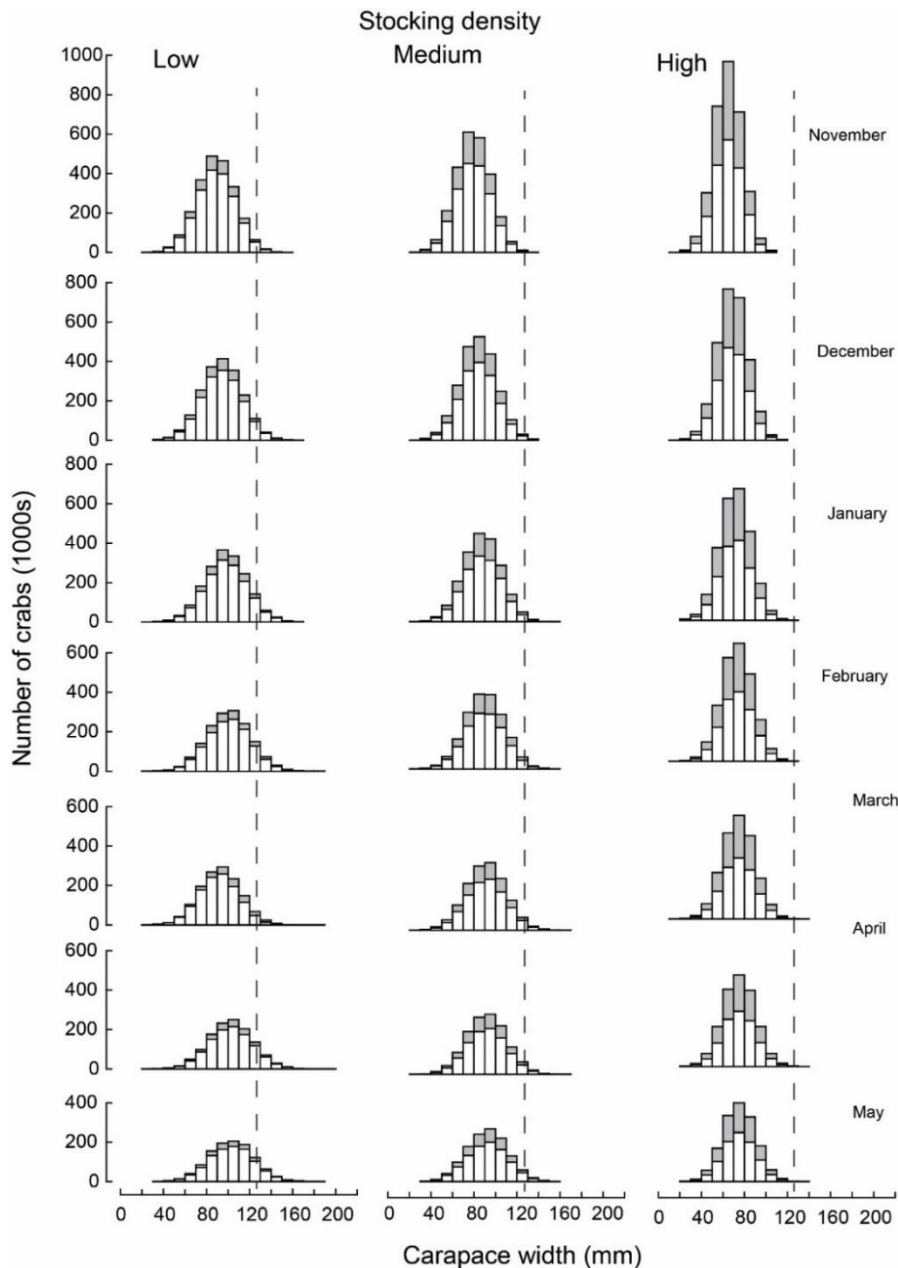 Stocking density
Low Medium High
1000
800
600
400
200
0
November
800
600
400
200
0
December
800
600
400
200
0
January
600
400
200
0
February
600
400
200
0
March
April
600
400
200
0
400
200
0
May
Number of crabs (1000s)
0 40 80 120 160 200 0 40 80 120 160 200 0 40 80 120 160 200
Carapace width (mm)